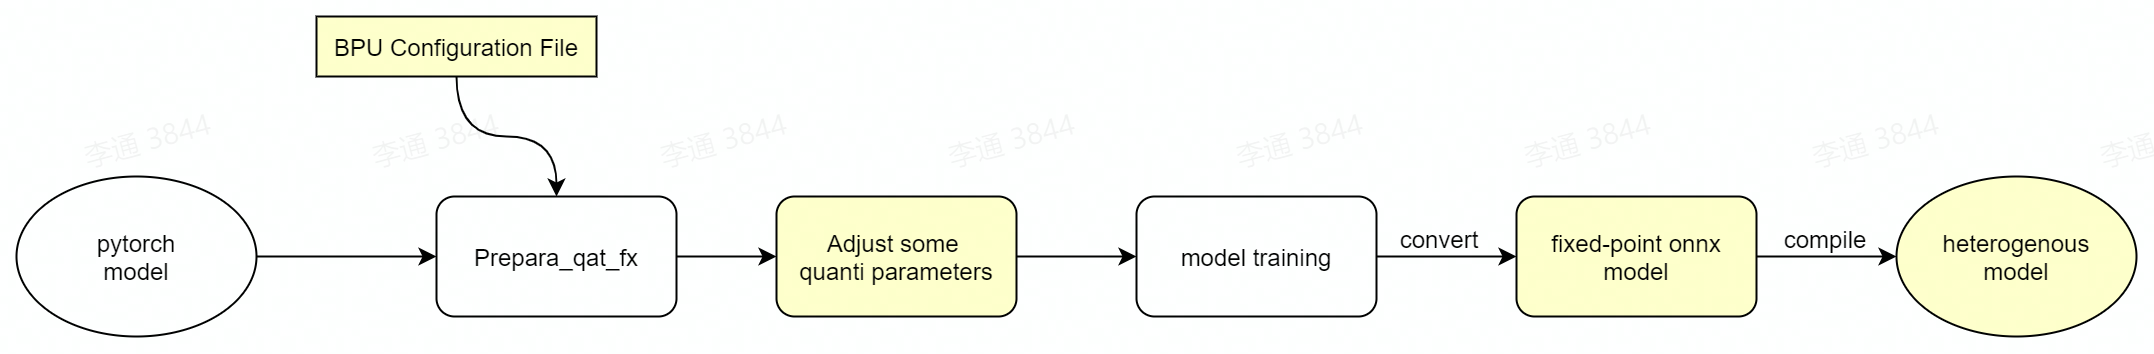 BPU Configuration File
李通 3844
李通 3844
李通 3844
李通 3844
李通 3844
李通 3844
李通 3844
李通
pytorch
model
Prepara_qat_fx
Adjust some
quanti parameters
model training
convert
fixed-point onnx
model
compile
heterogenous
model